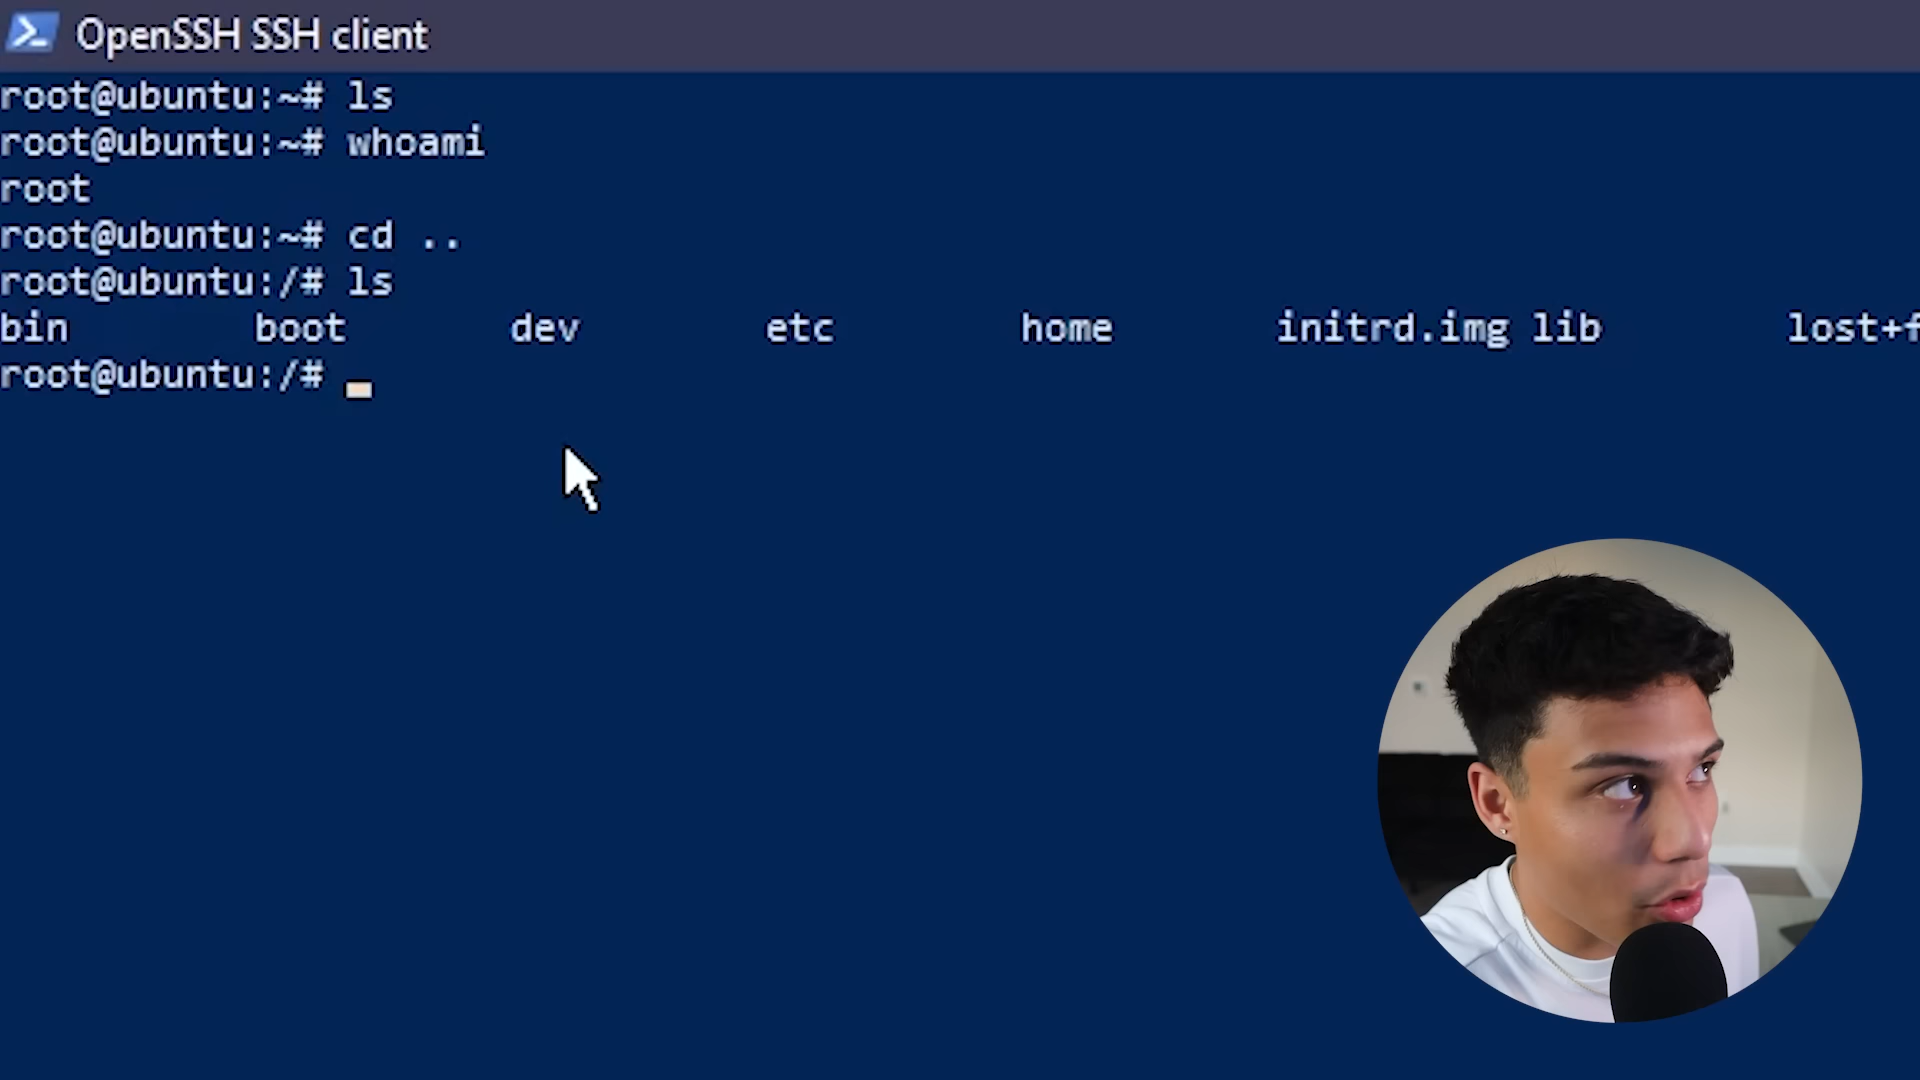 OpenSSH SSH client
root@ubuntu:~# ls
root@ubuntu:~# whoami
root
root@ubuntu:~# cd ..
root@ubuntu:/# ls
bin boot dev etc home initrd.img lib lost+f
root@ubuntu:/#